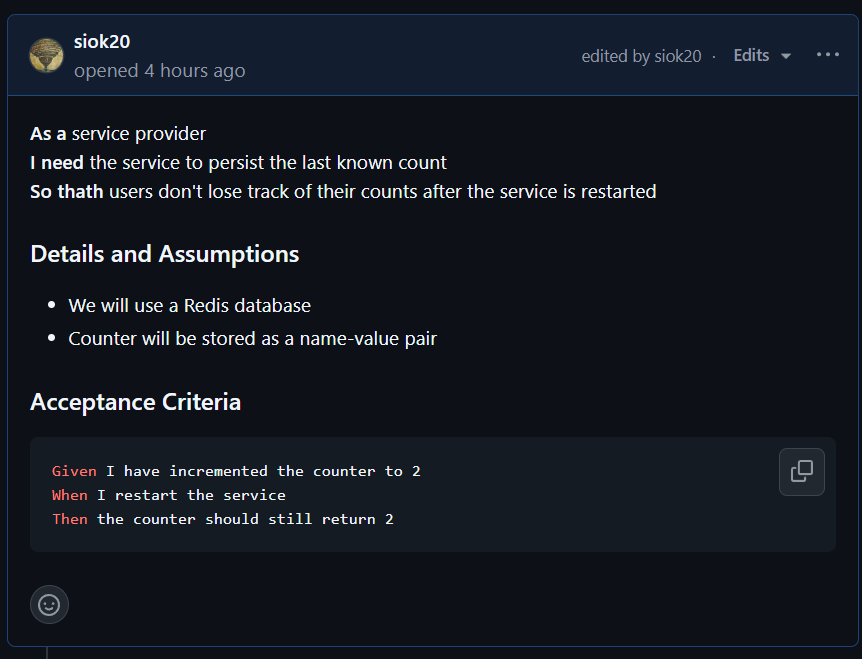 siok20
opened 4 hours ago
edited by siok20 · Edits
As a service provider
I need the service to persist the last known count
So thath users don't lose track of their counts after the service is restarted
Details and Assumptions
• We will use a Redis database
• Counter will be stored as a name-value pair
Acceptance Criteria
Given I have incremented the counter to 2
When I restart the service
Then the counter should still return 2